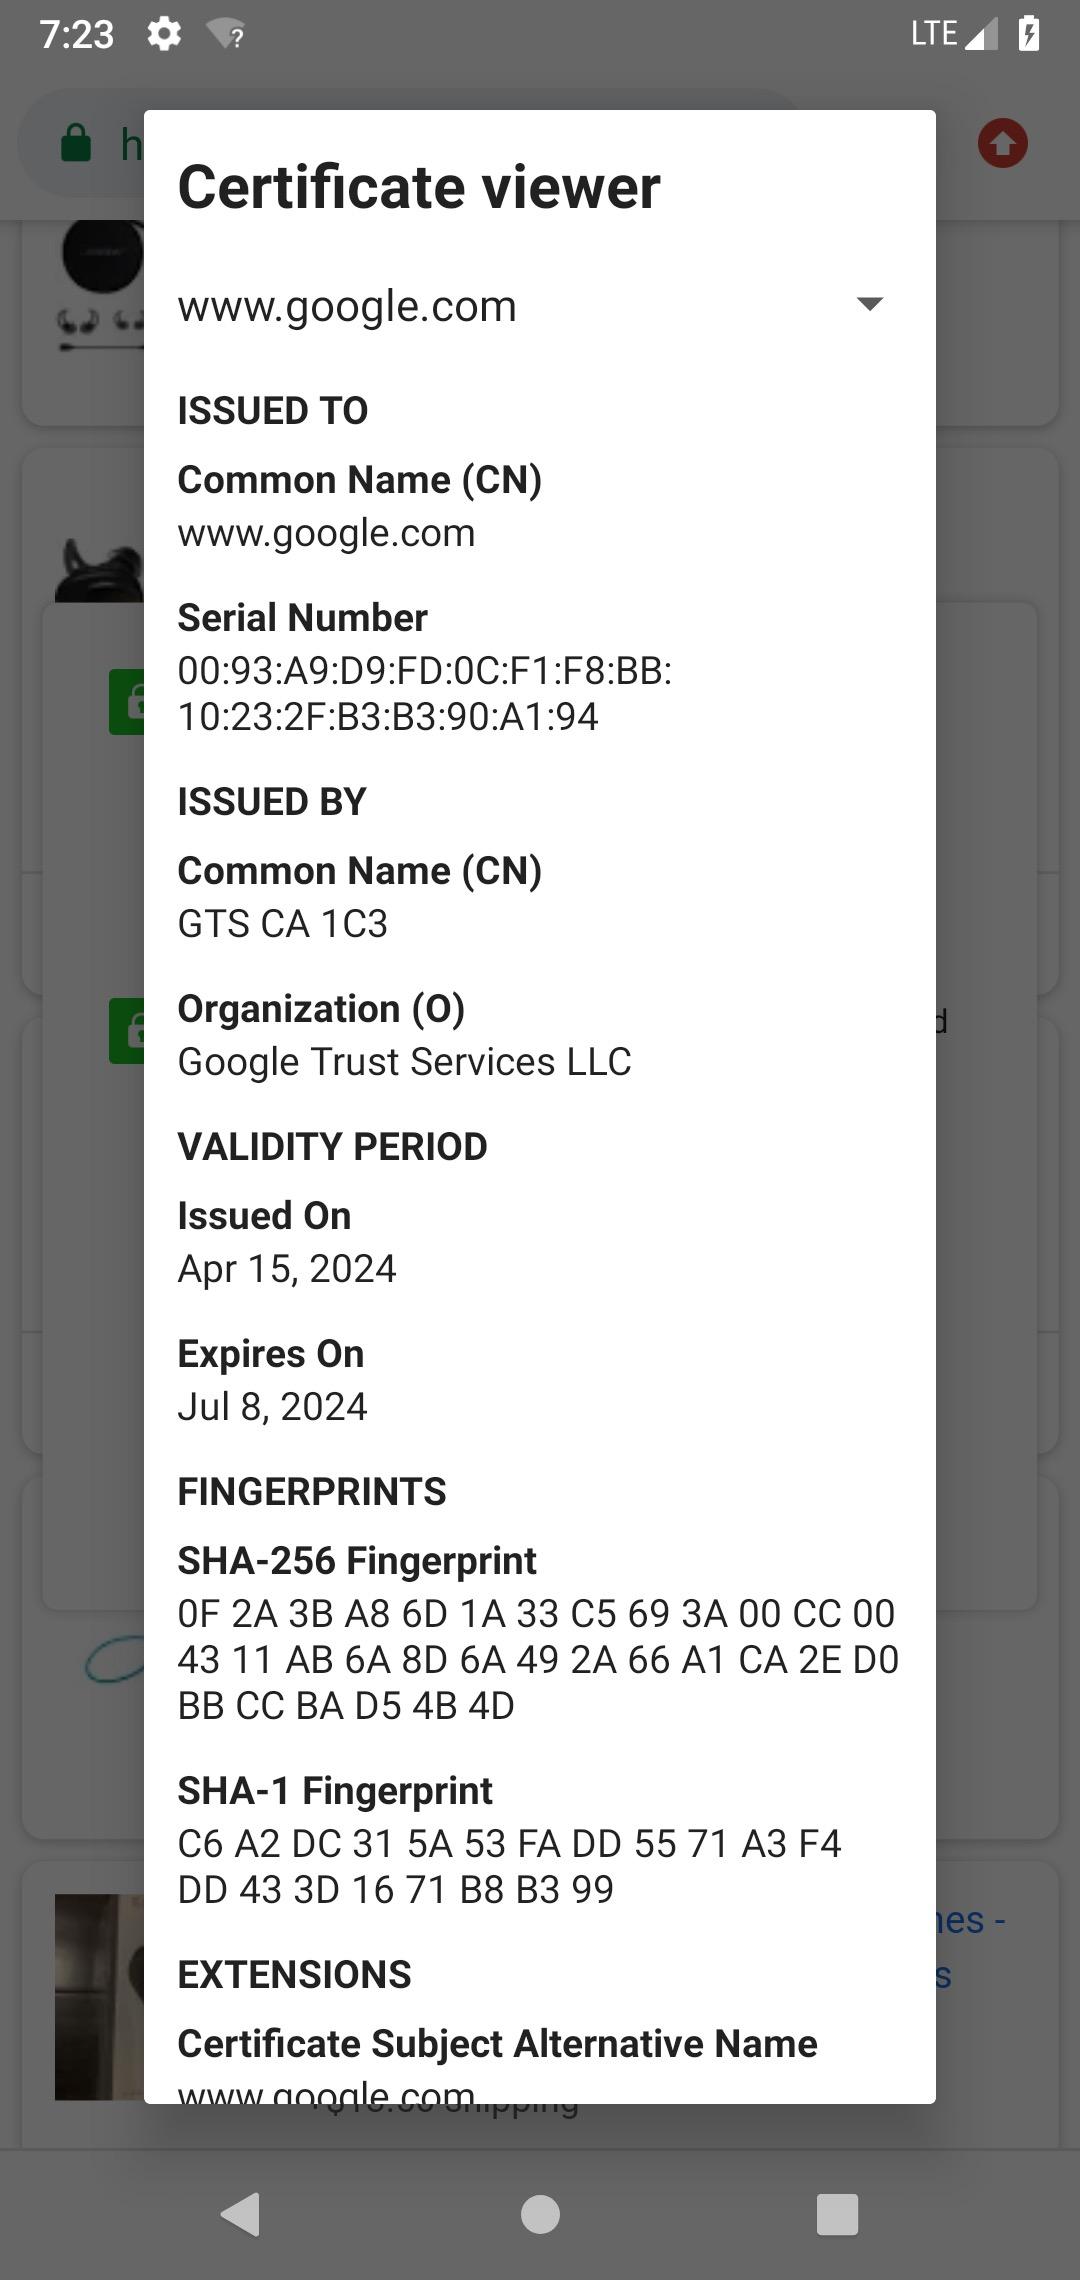 7:23
?
LTE
h
Certificate viewer
www.google.com
ISSUED TO
Common Name (CN)
www.google.com
Serial Number
00:93:A9:D9:FD:0C:F1:F8:BB:
10:23:2F:B3:B3:90:A1:94
ISSUED BY
Common Name (CN)
GTS CA 1C3
d
Organization (O)
Google Trust Services LLC
VALIDITY PERIOD
Issued On
Apr 15, 2024
Expires On
Jul 8, 2024
FINGERPRINTS
SHA-256 Fingerprint
0F 2A 3B A8 6D 1A 33 C5 69 3A 00 CC 00
43 11 AB 6A 8D 6A 49 2A 66 A1 CA 2E D0
BB CC BA D5 4B 4D
SHA-1 Fingerprint
C6 A2 DC 31 5A 53 FA DD 55 71 A3 F4
DD 43 3D 16 71 B8 B3 99
nes -
s
EXTENSIONS
Certificate Subject Alternative Name
www.google.com
shipping